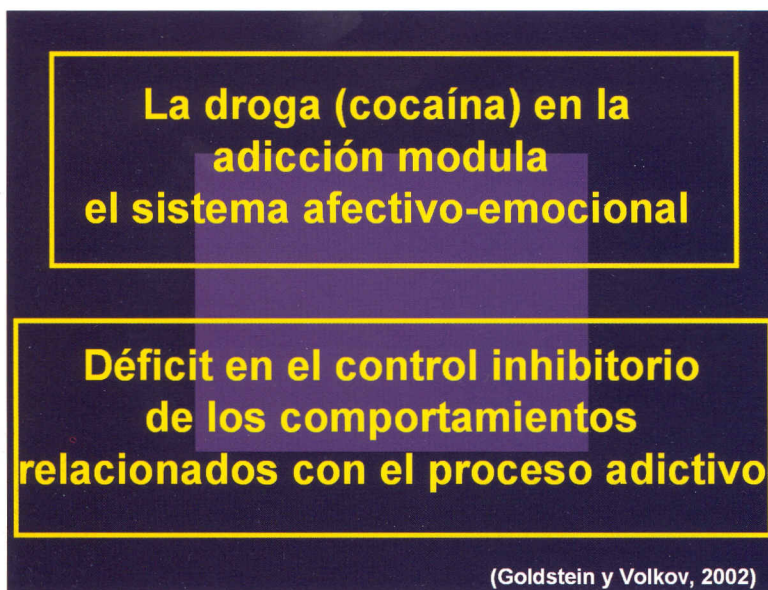 La droga (cocaína) en la
adicción modula
el sistema afectivo-emocional
Déficit en el control inhibitorio
de los comportamientos
relacionados con el proceso adictivo
(Goldstein y Volkov, 2002)